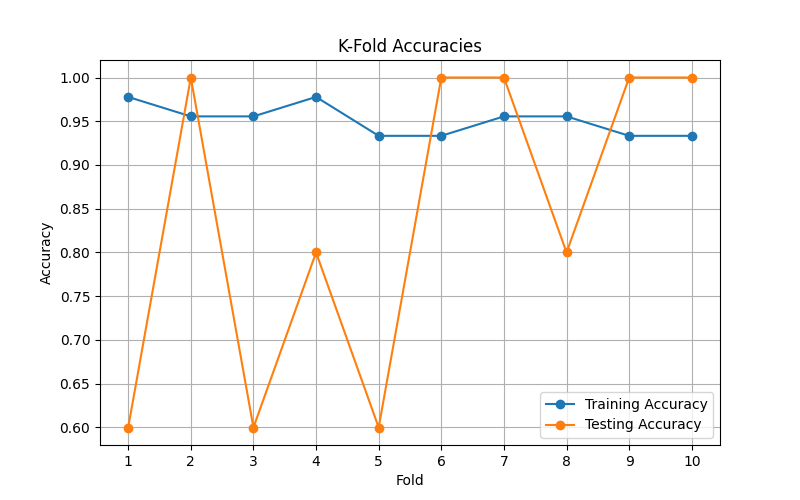 K-Fold Accuracies
1.00
0.95
0.90
0.85
0.80
0.75
0.70
0.65
0.60
Accuracy
Training Accuracy
Testing Accuracy
1 2 3 4 5 6 7 8 9 10
Fold